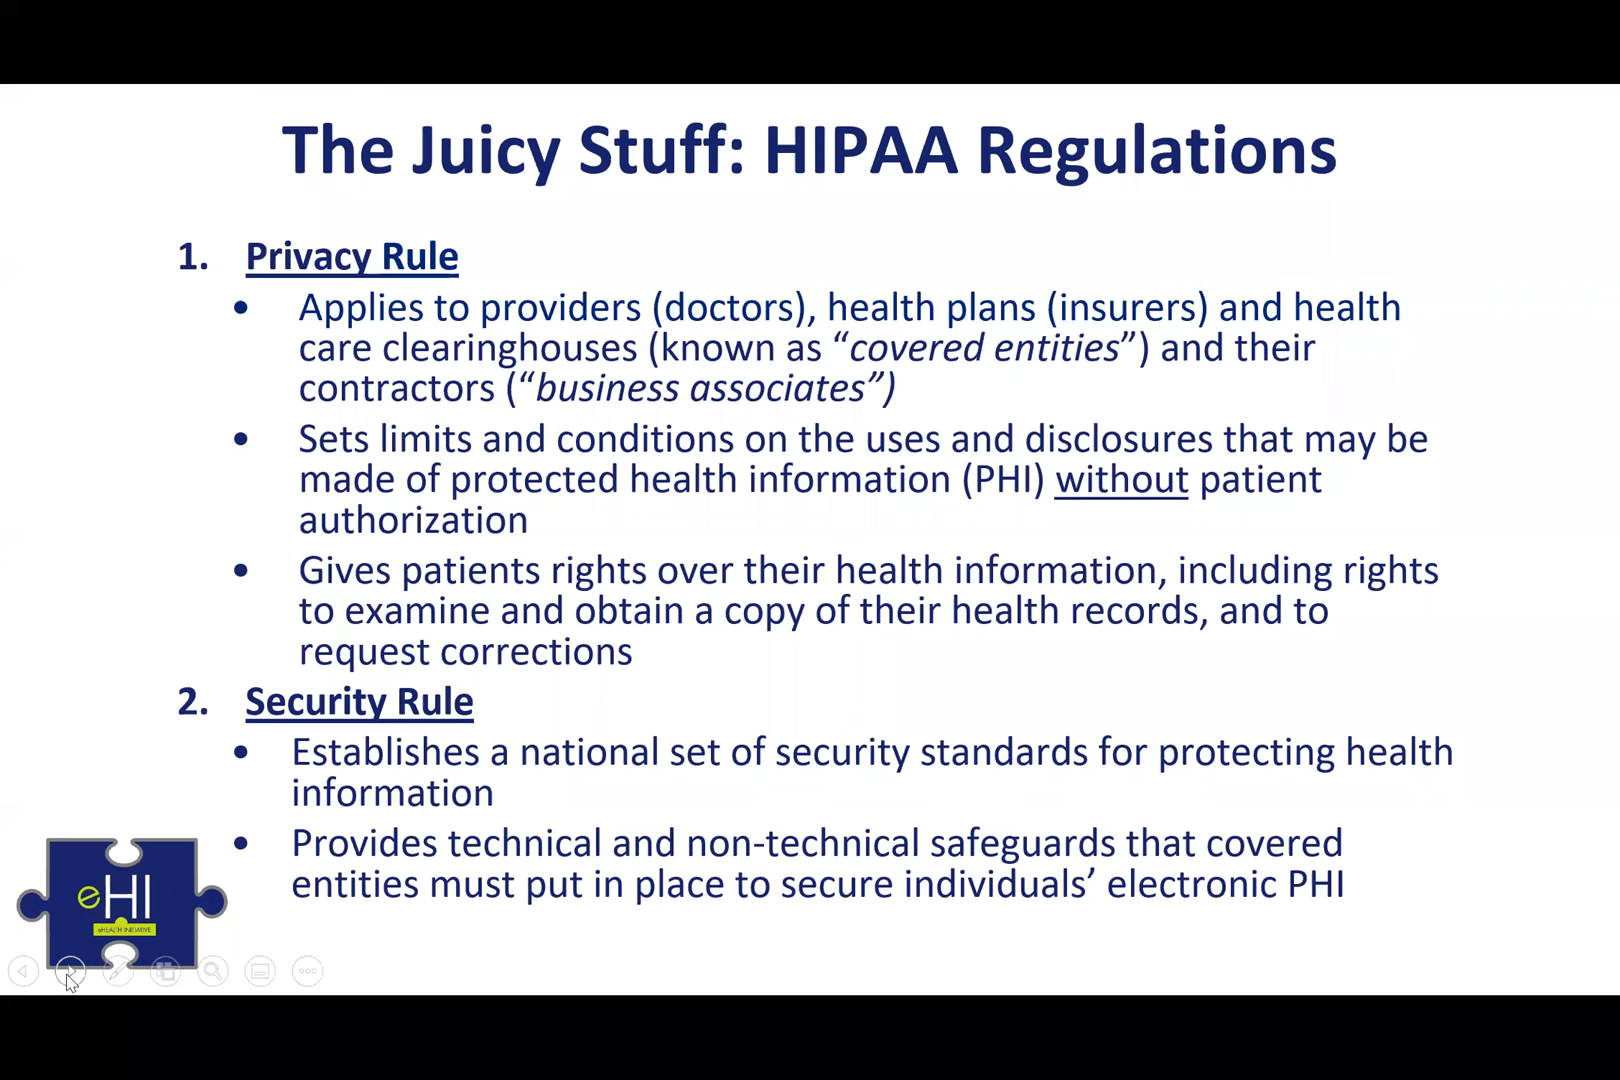 The Juicy Stuff: HIPAA Regulations
1. Privacy Rule
• Applies to providers (doctors), health plans (insurers) and health
care clearinghouses (known as “covered entities”) and their
contractors (“business associates”)
• Sets limits and conditions on the uses and disclosures that may be
made of protected health information (PHI) without patient
authorization
• Gives patients rights over their health information, including rights
to examine and obtain a copy of their health records, and to
request corrections
2. Security Rule
• Establishes a national set of security standards for protecting health
information
• Provides technical and non-technical safeguards that covered
entities must put in place to secure individuals’ electronic PHI
eHI
eHEALTH INITIATIVE